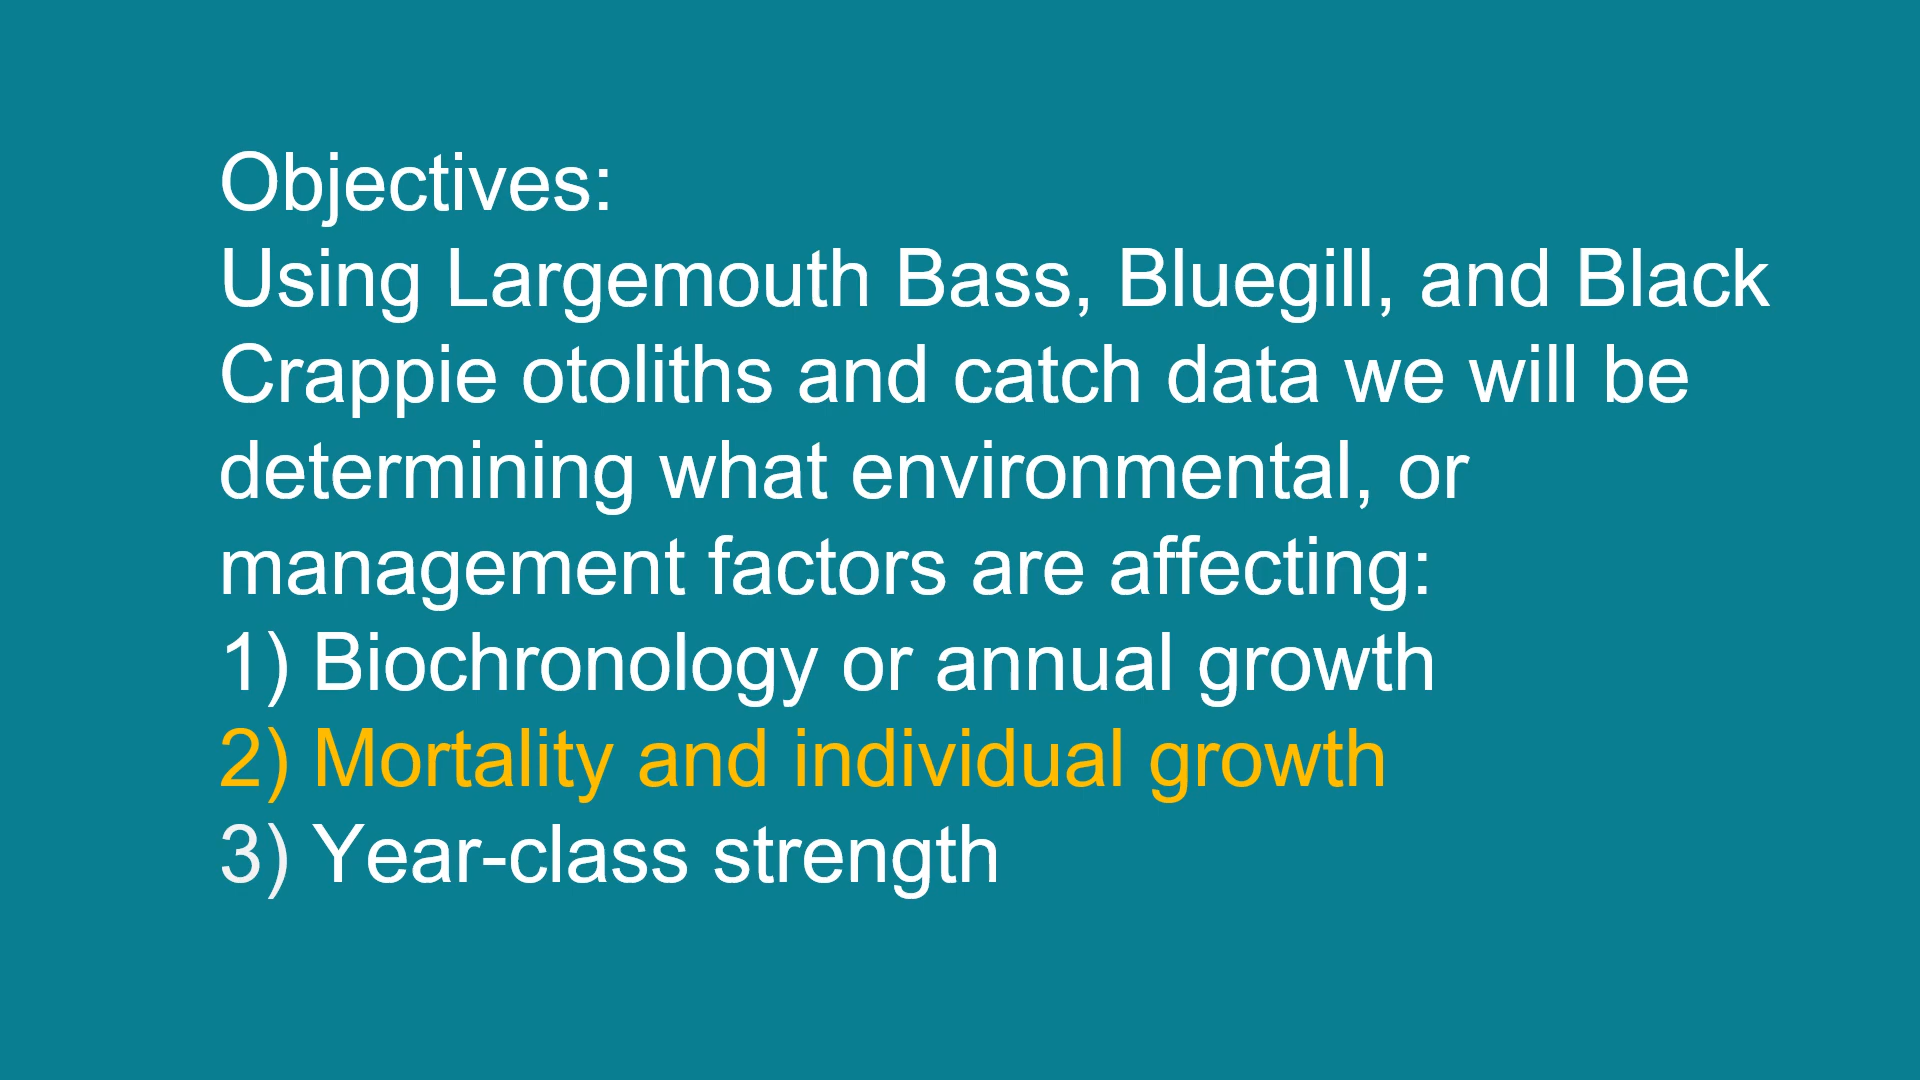 Objectives:
Using Largemouth Bass, Bluegill, and Black
Crappie otoliths and catch data we will be
determining what environmental, or
management factors are affecting:
1) Biochronology or annual growth
2) Mortality and individual growth
3) Year-class strength